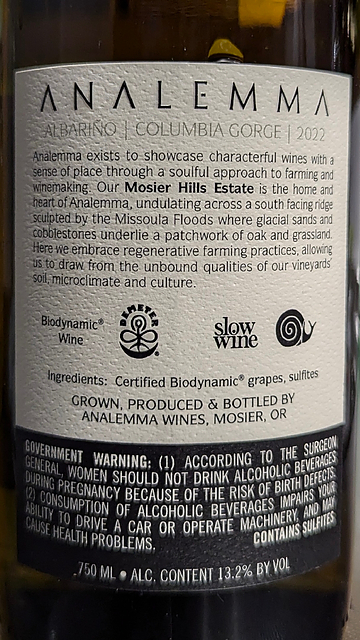 ANALEMMA
ALBARIÑO | COLUMBIA GORGE | 2022
Analemma exists to showcase characterful wines with a
sense of place through a soulful approach to farming and
winemaking. Our Mosier Hills Estate is the home and
heart of Analemma, undulating across a south facing ridge
sculpted by the Missoula Floods where glacial sands and
cobblestones underlie a patchwork of oak and grassland.
Here we embrace regenerative farming practices, allowing
us to draw from the unbound qualities of our vineyards'
soil, microclimate and culture.
Biydynamic®
Wine
DEMETER
®
slow
wine
Ingredients: Certified Biodynamic® grapes, sulfites
GROWN, PRODUCED & BOTTLED BY
ANALEMMA WINES, MOSIER, OR
GOVERNMENT WARNING: (1) ACCORDING TO THE SURGEON
GENERAL, WOMEN SHOULD NOT DRINK ALCOHOLIC BEVERAGES
DURING PREGNANCY BECAUSE OF THE RISK OF BIRTH DEFECTS.
(2) CONSUMPTION OF ALCOHOLIC BEVERAGES IMPAIRS YOUR
ABILITY TO DRIVE A CAR OR OPERATE MACHINERY, AND MAY
CAUSE HEALTH PROBLEMS. CONTAINS SULFITES
750 ML • ALC. CONTENT 13.2% BY VOL